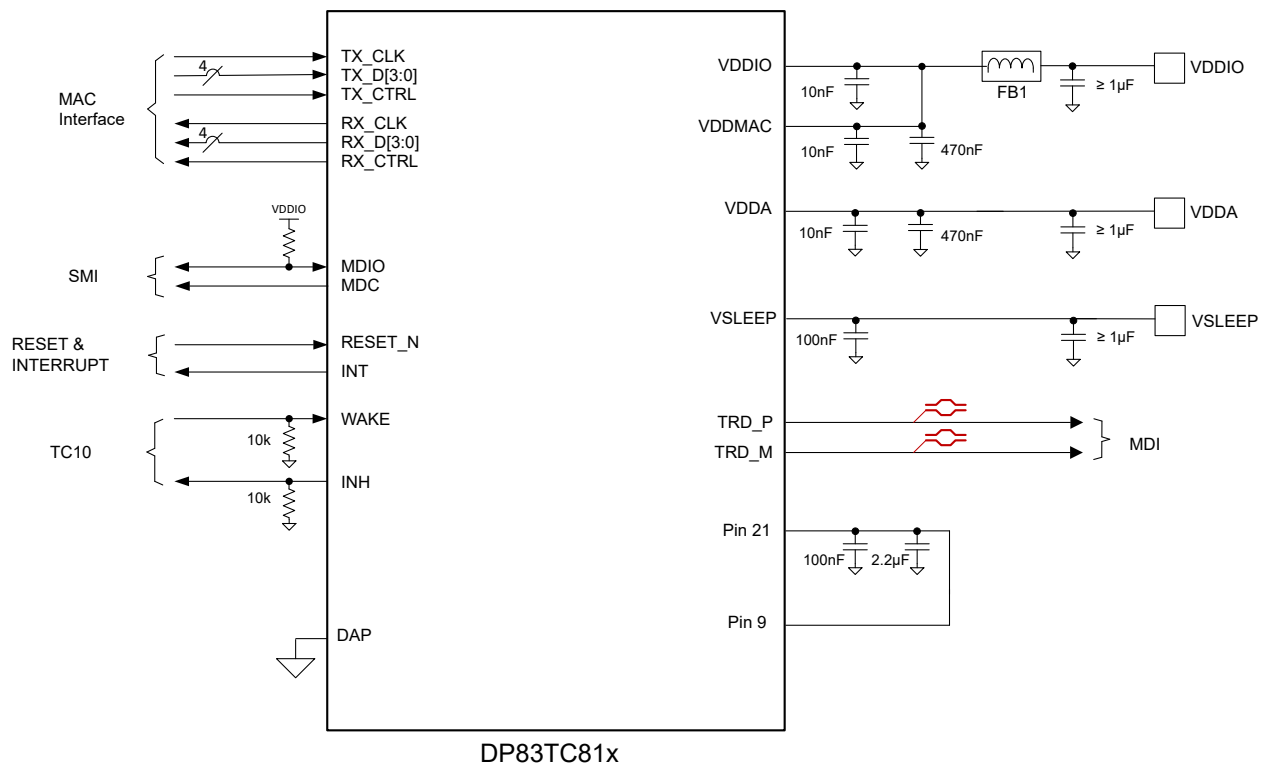 MAC
Interface
4
4
TX_CLK
TX_D[3:0]
TX_CTRL
RX_CLK
RX_D[3:0]
RX_CTRL
VDDIO
SMI
MDIO
MDC
RESET &
INTERRUPT
RESET_N
INT
TC10
WAKE
10k
INH
10k
DAP
VDDIO
10nF
FB1
≥ 1µF
VDDIO
VDDMAC
10nF
470nF
VDDA
10nF
470nF
≥ 1µF
VDDA
VSLEEP
100nF
≥ 1µF
VSLEEP
TRD_P
TRD_M
MDI
Pin 21
100nF
2.2µF
Pin 9
DP83TC81x